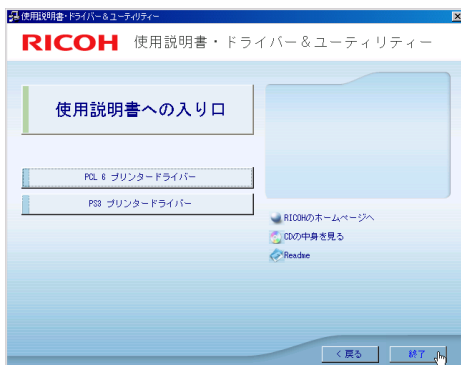 使用説明書・ドライバー&ユーティリティー
RICOH 使用説明書・ドライバー&ユーティリティー
使用説明書への入り口
PCL 6 プリンタードライバー
PS3 プリンタードライバー
RICOHのホームページへ
CDの中身を見る
Readme
<戻る
終了